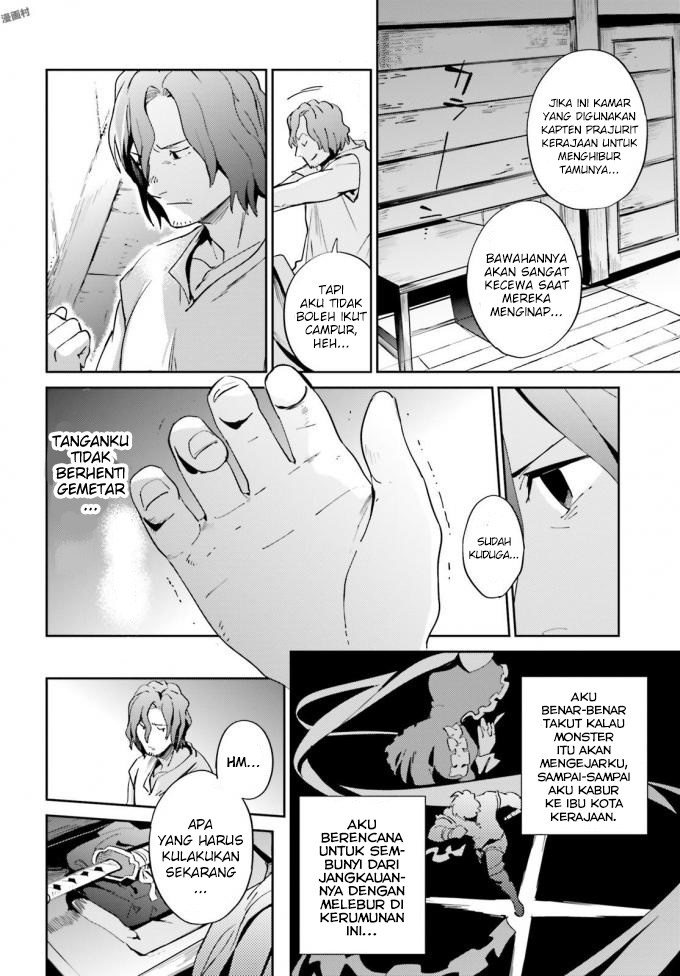 漫画村
JIKA INI KAMAR
YANG DIGUNAKAN
KAPTEN PRAJURIT
KERAJAAN UNTUK
MENGHIBUR
TAMUNYA...
BAWAHANNYA
AKAN SANGAT
KECEWA SAAT
MEREKA
MENGINAP...
TAPI
AKU TIDAK
BOLEH IKUT
CAMPUR,
HEH...
SUDAH
KUDUGA...
TANGANKU
TIDAK
BERHENTI
GEMETAR
...
AKU
BENAR-BENAR
TAKUT KALAU
MONSTER
ITU AKAN
MENGEJARKU,
SAMPAI-SAMPAI
AKU KABUR
KE IBU KOTA
KERAJAAN.
AKU
BERENCANA
UNTUK SEM-
BUNYI DARI
JANGKAUAN-
NYA DENGAN
MELEBUR DI
KERUMUNAN
INI...
HM...
APA
YANG HARUS
KULAKUKAN
SEKARANG
...